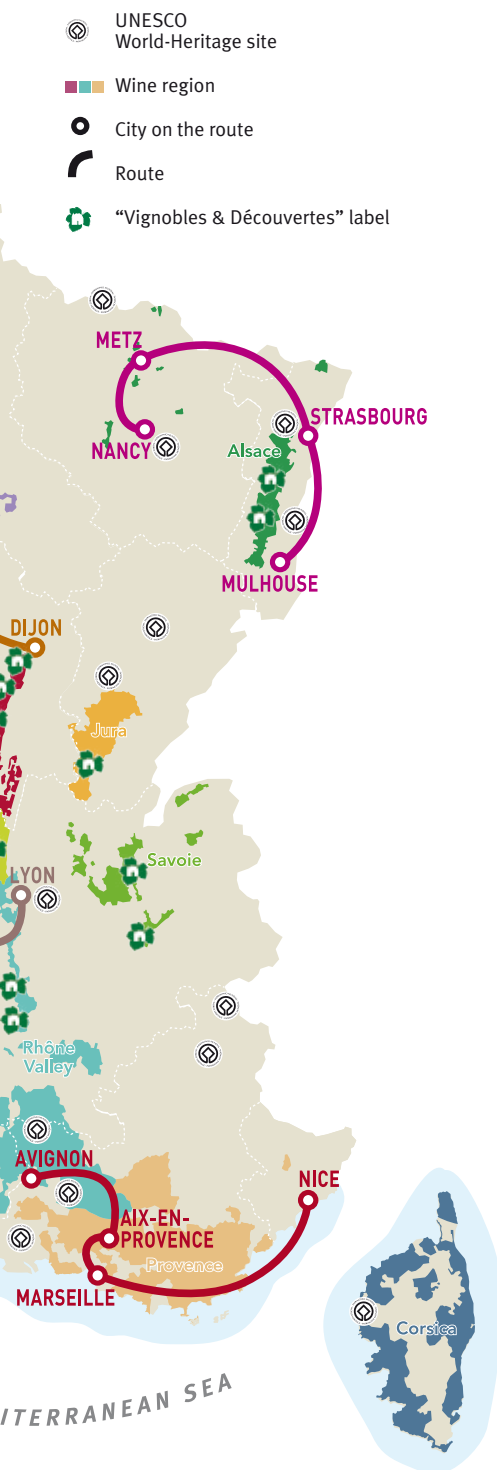 UNESCO
World-Heritage site
Wine region
City on the route
Route
“Vignobles & Découvertes” label
METZ
STRASBOURG
NANCY
Alsace
MULHOUSE
DIJON
Jura
Savoie
LYON
Rhône
Valley
AVIGNON
NICE
AIX-EN-
PROVENCE
Provence
MARSEILLE
Corsica
ITERRANEAN SEA